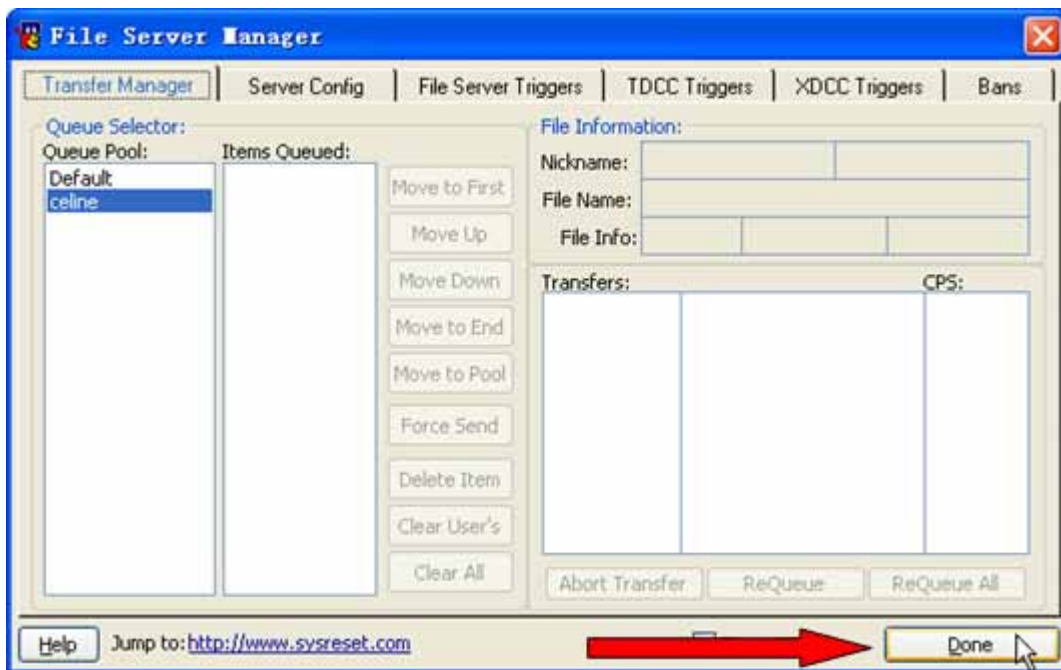 File Server Manager
Transfer Manager
Server Config
File Server Triggers
TDCC Triggers
XDCC Triggers
Bans
Queue Selector:
Queue Pool:
Items Queued:
Default
celine
Move to First
Move Up
Move Down
Move to End
Move to Pool
Force Send
Delete Item
Clear User's
Clear All
File Information:
Nickname:
File Name:
File Info:
Transfers:
CPS:
Abort Transfer
ReQueue
ReQueue All
Help
Jump to: http://www.sysreset.com
Done